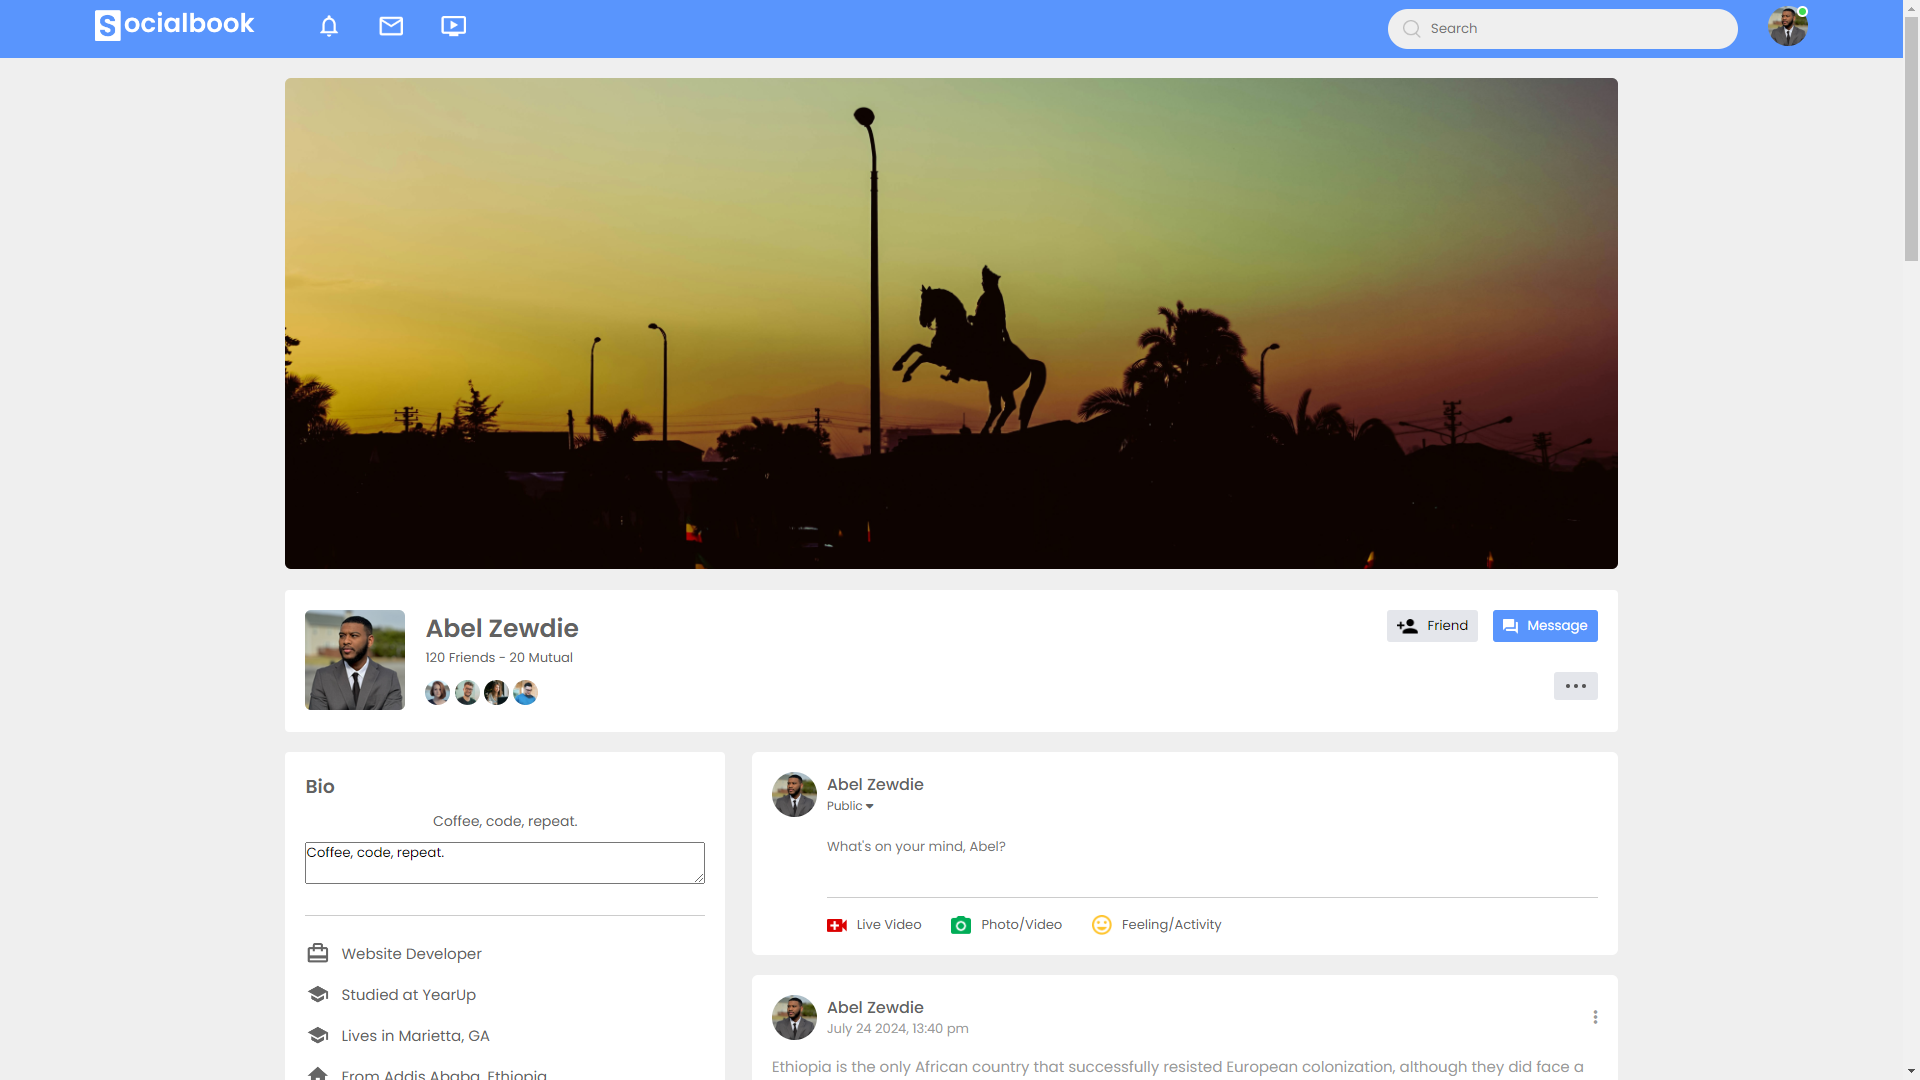 Socialbook
Search
Abel Zewdie
120 Friends - 20 Mutual
Friend
Message
Bio
Coffee, code, repeat.
Coffee, code, repeat.
Website Developer
Studied at YearUp
Lives in Marietta, GA
From Addis Ababa, Ethiopia
Abel Zewdie
Public
What's on your mind, Abel?
Live Video
Photo/Video
Feeling/Activity
Abel Zewdie
July 24 2024, 13:40 pm
Ethiopia is the only African country that successfully resisted European colonization, although they did face a